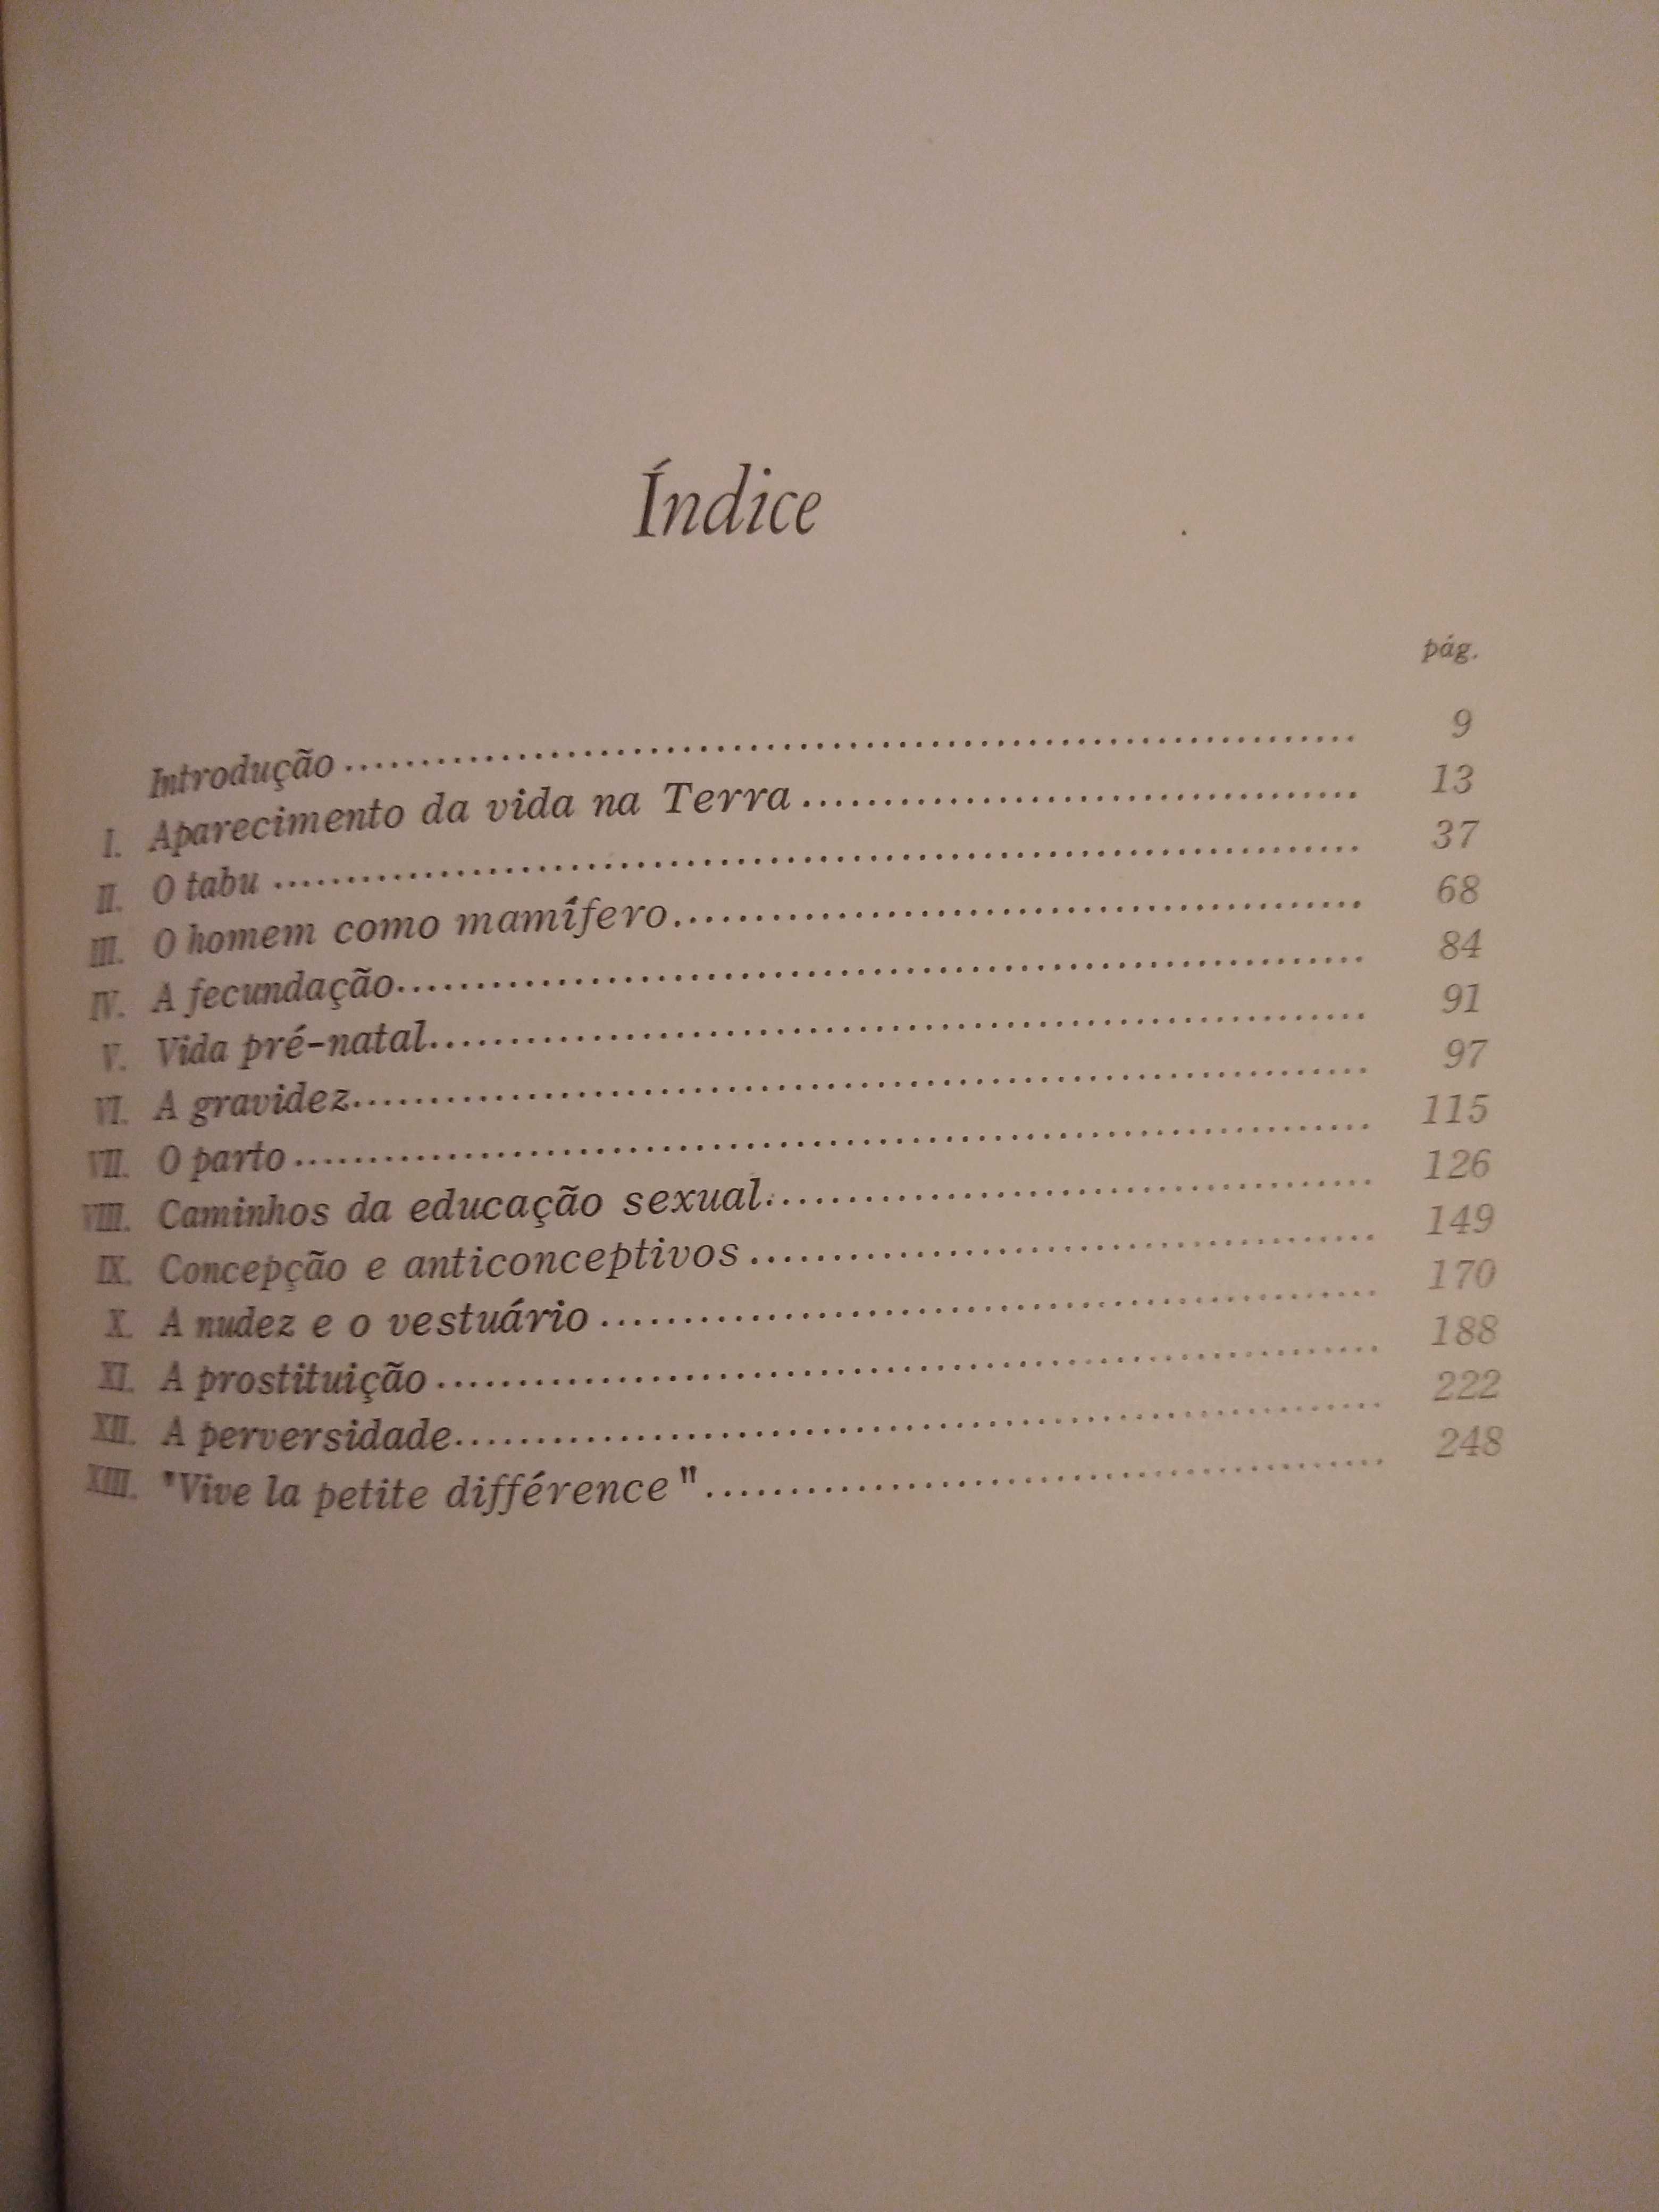 Índice
pág.
Introdução ........................................ 9
I. Aparecimento da vida na Terra ........................................ 13
II. O tabu ........................................ 37
III. O homem como mamífero ........................................ 68
IV. A fecundação ........................................ 84
V. Vida pré-natal ........................................ 91
VI. A gravidez ........................................ 97
VII. O parto ........................................ 115
VIII. Caminhos da educação sexual ........................................ 126
IX. Concepção e anticonceptivos ........................................ 149
X. A nudez e o vestuário ........................................ 170
XI. A prostituição ........................................ 188
XII. A perversidade ........................................ 222
XIII. "Vive la petite différence" ........................................ 248